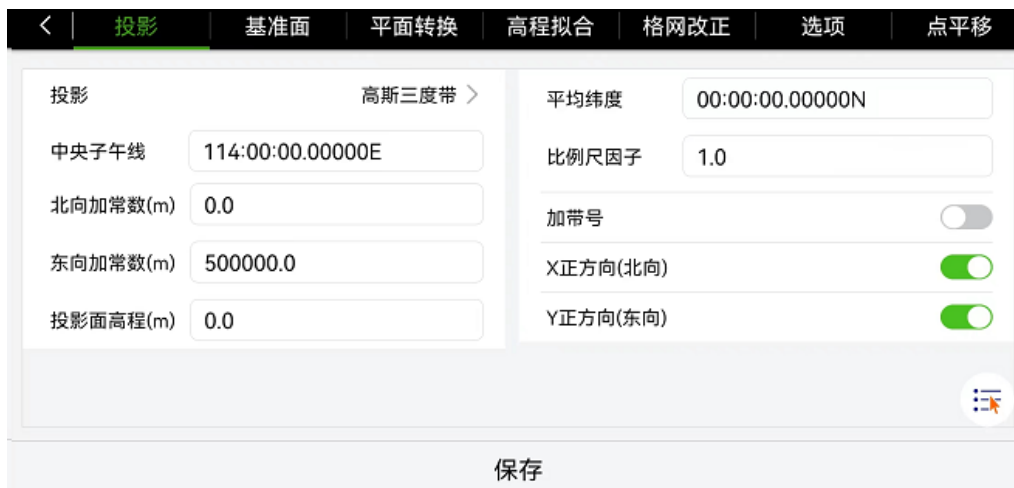 投影 基准面 平面转换 高程拟合 格网改正 选项 点平移
投影 高斯三度带
中央子午线 114:00:00.00000E
北向加常数(m) 0.0
东向加常数(m) 500000.0
投影面高程(m) 0.0
平均纬度 00:00:00.00000N
比例尺因子 1.0
加带号
X正方向(北向)
Y正方向(东向)
保存